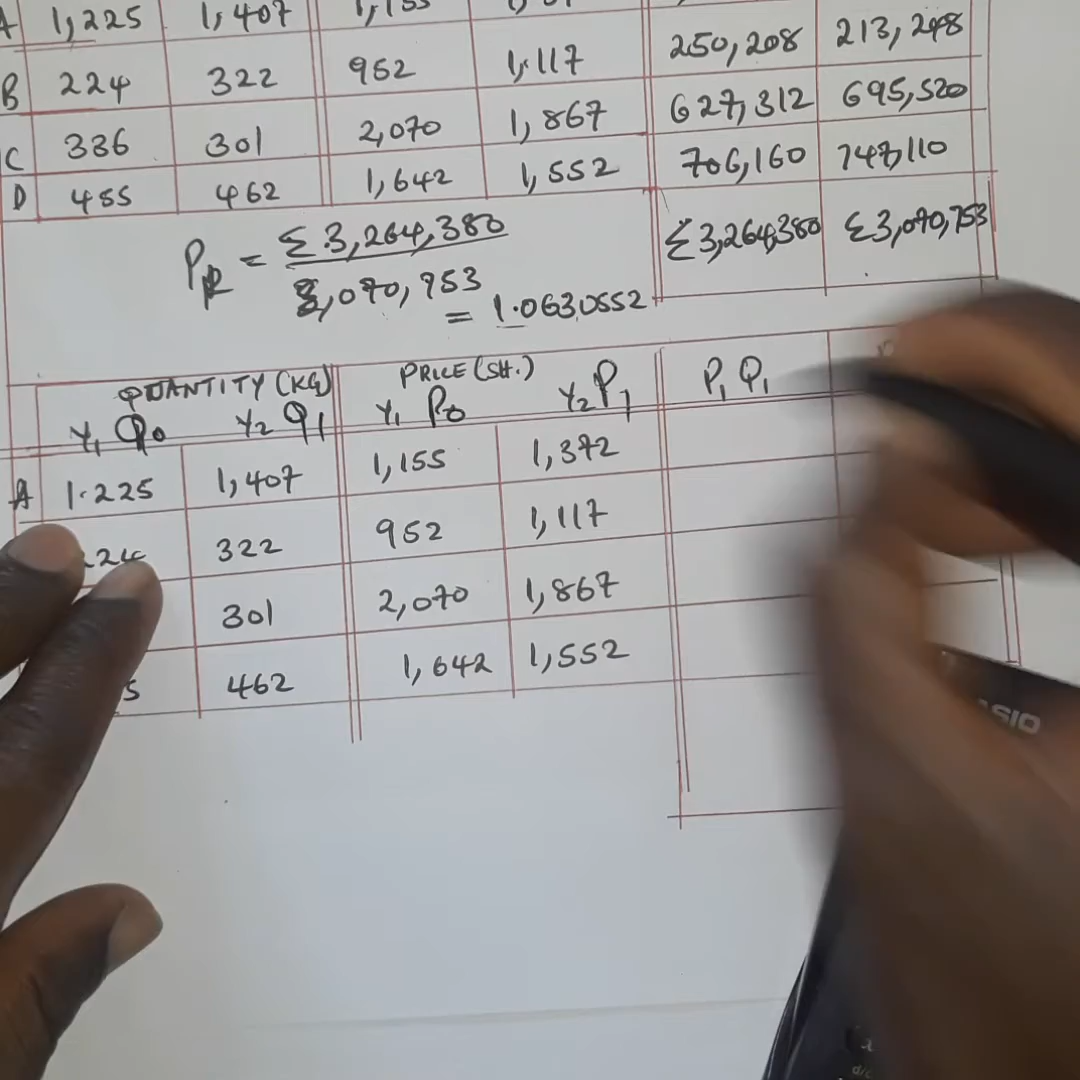 A 1,225 1,407
B 224 322 952 1,117 250,208 213,248
C 336 301 2,070 1,867 627,312 695,520
D 455 462 1,642 1,552 706,160 747,110
Σ3,264,380 Σ3,070,753
= Σ3,264,380
3,070,753
= 1.0630552
QUANTITY (KG) PRICE (SH.)
Y1 Q0 Y2 Q1 Y1 P0 Y2 P1 P1 Q1
A 1.225 1,407 1,155 1,372
322 952 1,117
301 2,070 1,867
5 462 1,642 1,552